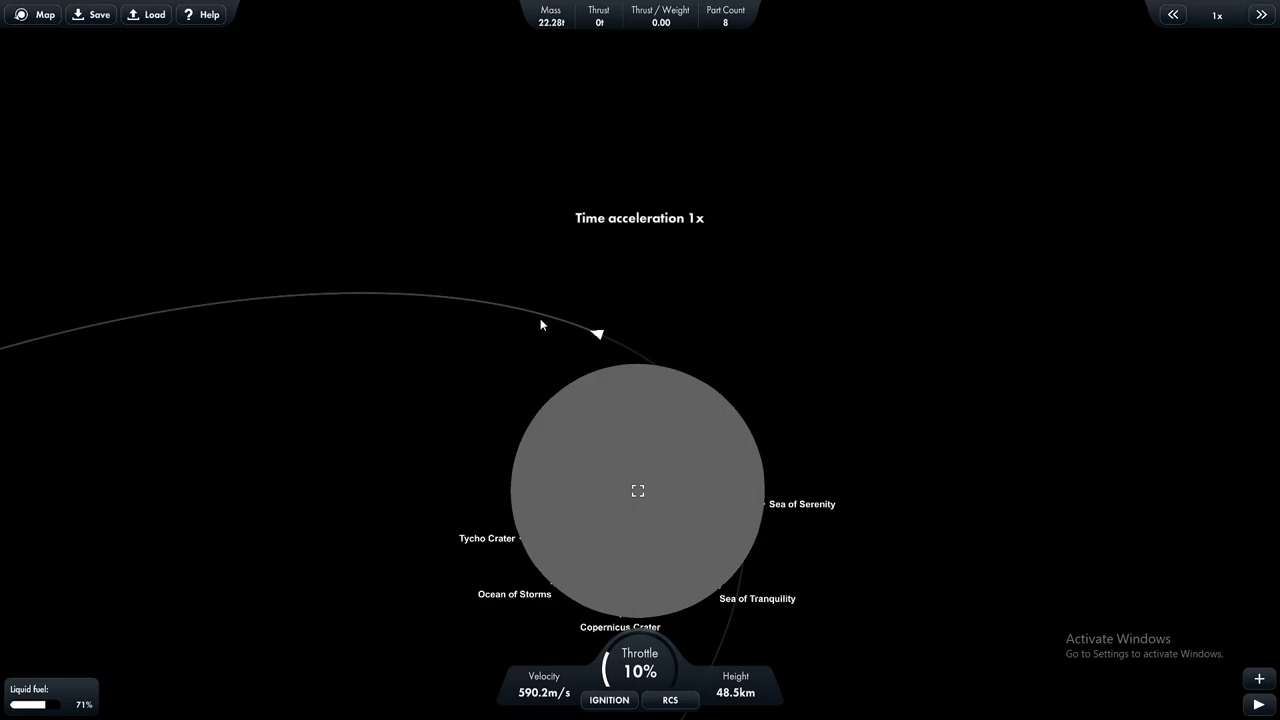 Map
Save
Load
? Help
Mass
22.28t
Thrust
0t
Thrust / Weight
0.00
Part Count
8
1x
Time acceleration 1x
Sea of Serenity
Tycho Crater
Ocean of Storms
Sea of Tranquility
Copernicus Crater
Throttle
10%
Velocity
590.2m/s
Height
48.5km
IGNITION
RCS
Liquid fuel:
71%
Activate Windows
Go to Settings to activate Windows.